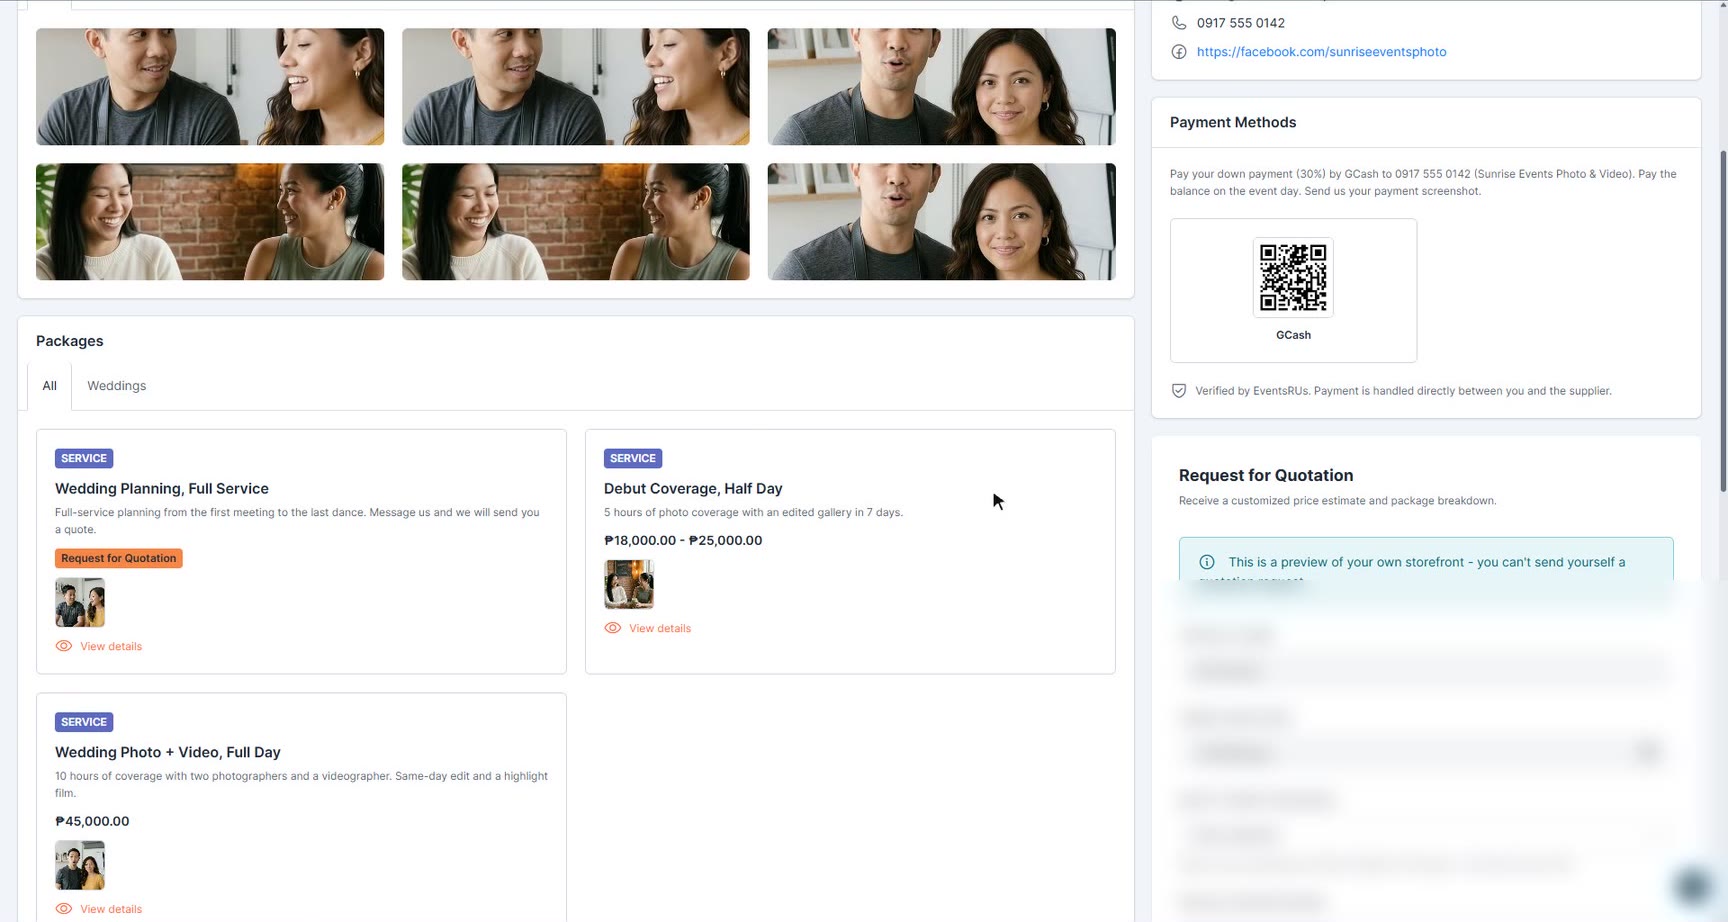 0917 555 0142
https://facebook.com/sunriseeventsphoto
Payment Methods
Pay your down payment (30%) by GCash to 0917 555 0142 (Sunrise Events Photo & Video). Pay the
balance on the event day. Send us your payment screenshot.
GCash
Verified by EventsRUs. Payment is handled directly between you and the supplier.
Packages
All
Weddings
SERVICE
Wedding Planning, Full Service
Full-service planning from the first meeting to the last dance. Message us and we will send you
a quote.
Request for Quotation
View details
SERVICE
Debut Coverage, Half Day
5 hours of photo coverage with an edited gallery in 7 days.
₱18,000.00 - ₱25,000.00
View details
SERVICE
Wedding Photo + Video, Full Day
10 hours of coverage with two photographers and a videographer. Same-day edit and a highlight
film.
₱45,000.00
View details
Request for Quotation
Receive a customized price estimate and package breakdown.
This is a preview of your own storefront - you can't send yourself a